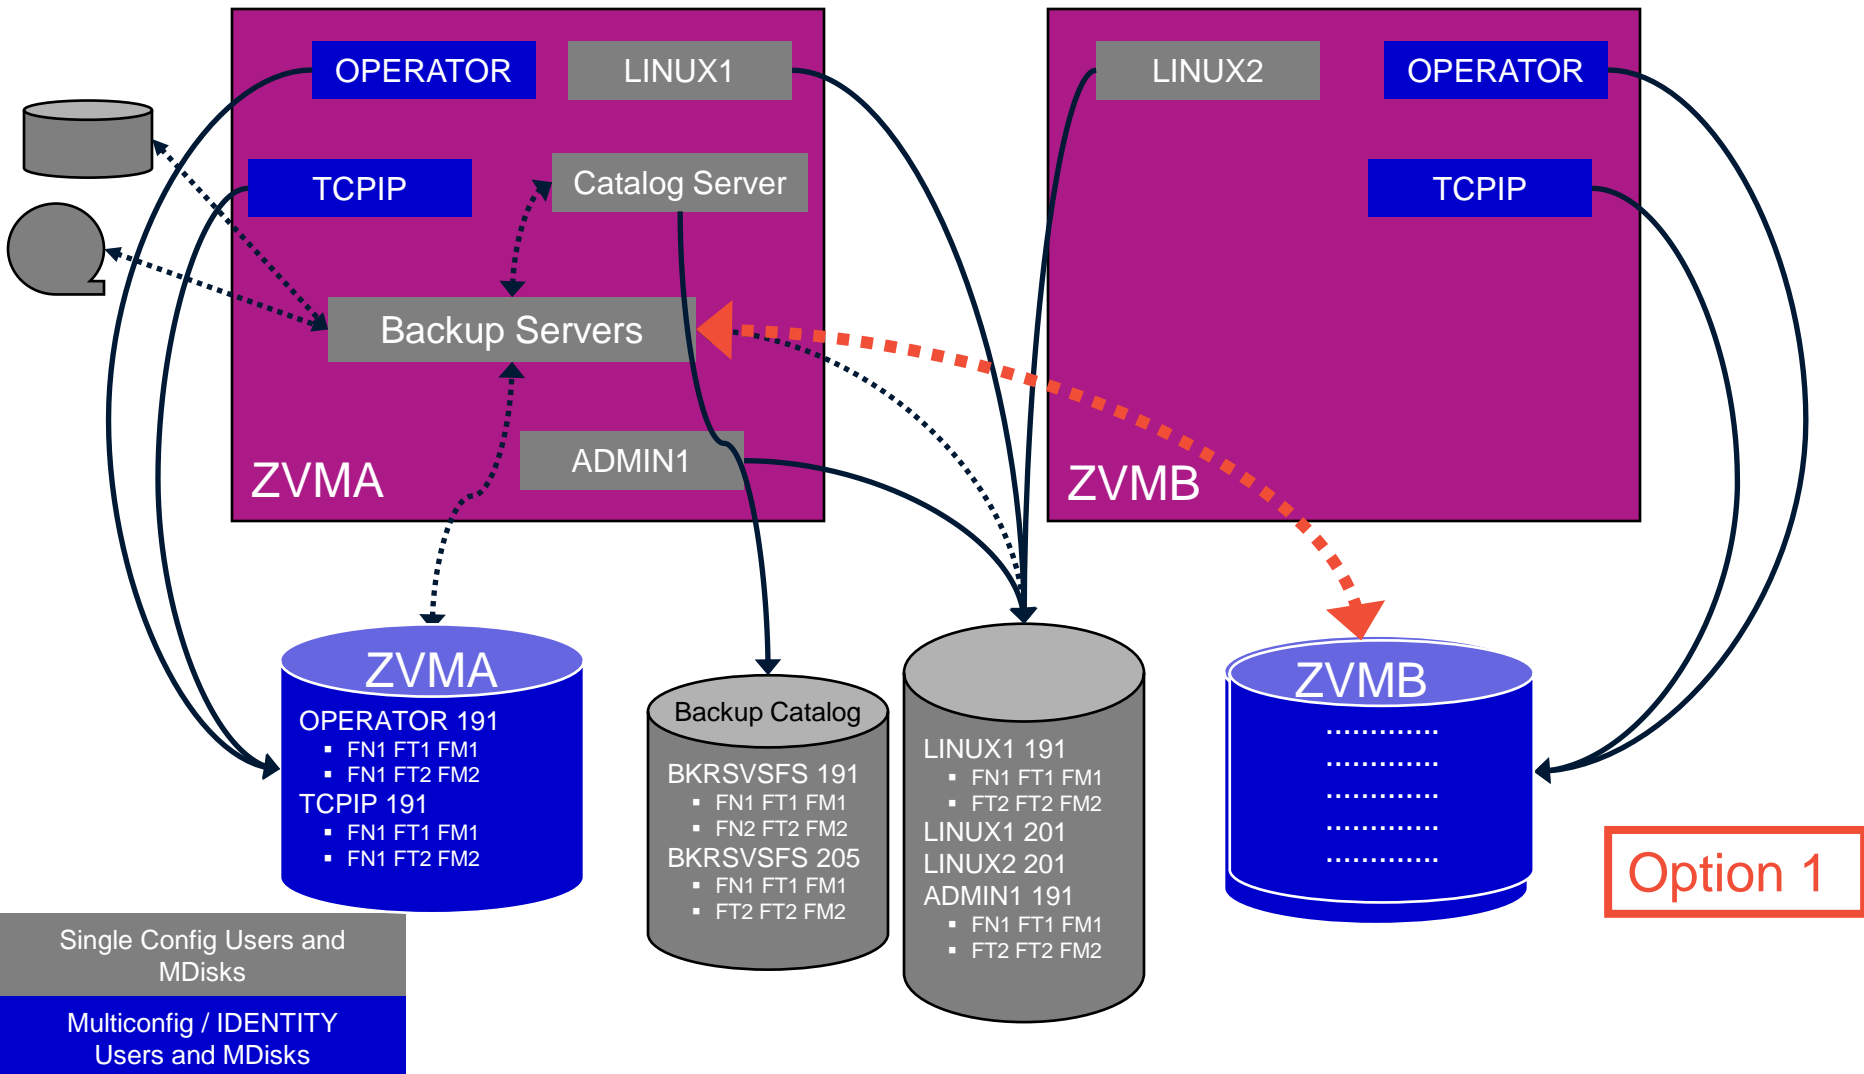 OPERATOR
LINUX1
LINUX2
OPERATOR
TCPIP
Catalog Server
TCPIP
Backup Servers
ADMIN1
ZVMA
ZVMB
ZVMA
OPERATOR 191
▪ FN1 FT1 FM1
▪ FN1 FT2 FM2
TCPIP 191
▪ FN1 FT1 FM1
▪ FN1 FT2 FM2
Backup Catalog
BKRSVSFS 191
▪ FN1 FT1 FM1
▪ FN2 FT2 FM2
BKRSVSFS 205
▪ FN1 FT1 FM1
▪ FT2 FT2 FM2
LINUX1 191
▪ FN1 FT1 FM1
▪ FT2 FT2 FM2
LINUX1 201
LINUX2 201
ADMIN1 191
▪ FN1 FT1 FM1
▪ FT2 FT2 FM2
ZVMB
.............
.............
.............
.............
.............
Option 1
Single Config Users and
MDisks
Multiconfig / IDENTITY
Users and MDisks